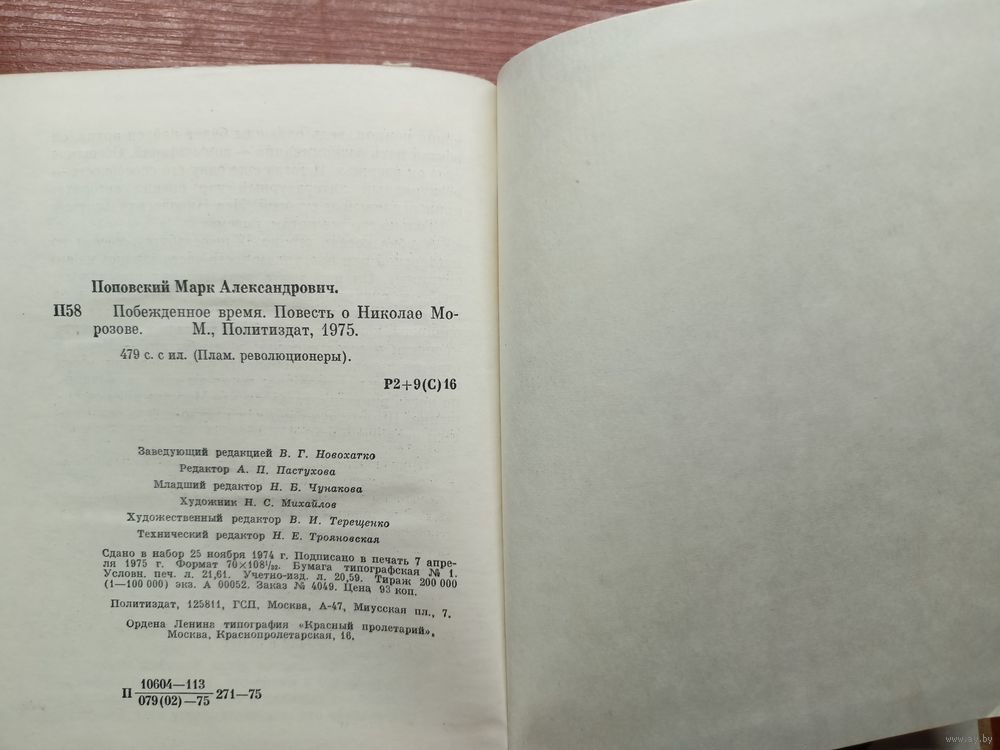 Поповский Марк Александрович.
П58 Побежденное время. Повесть о Николае Мо-
розове. М., Политиздат, 1975.
479 с. с ил. (Плам. революционеры).
Р2+9(С)16
Заведующий редакцией В. Г. Новохатко
Редактор А. П. Пастухова
Младший редактор Н. Б. Чунакова
Художник Н. С. Михайлов
Художественный редактор В. И. Терещенко
Технический редактор Н. Е. Трояновская
Сдано в набор 25 ноября 1974 г. Подписано в печать 7 апре-
ля 1975 г. Формат 70×108¹/₃₂. Бумага типографская № 1.
Условн. печ. л. 21,61. Учетно-изд. л. 20,59. Тираж 200 000
(1—100 000) экз. А 00052. Заказ № 4049. Цена 93 коп.
Политиздат, 125811, ГСП, Москва, А-47, Миусская пл., 7.
Ордена Ленина типография «Красный пролетарий».
Москва, Краснопролетарская, 16.
П 10604—113
079(02)—75 271—75
www.ay.by